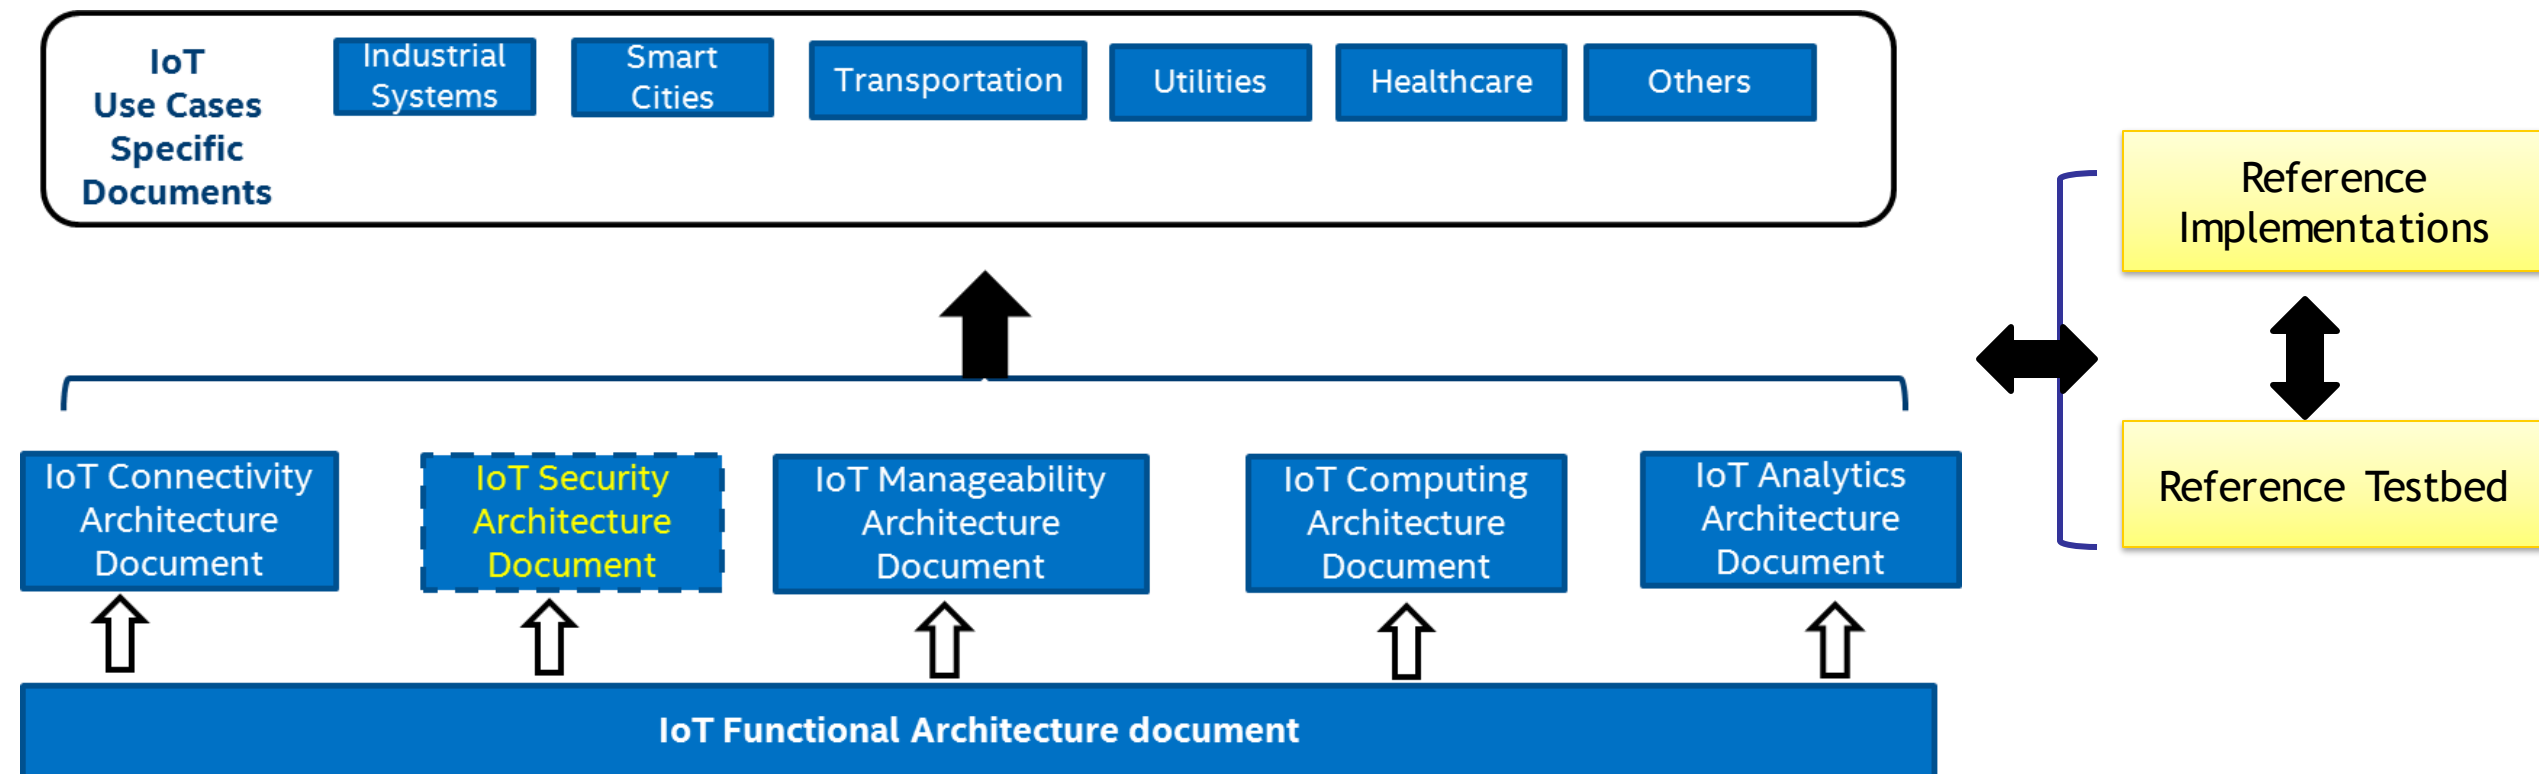 IoT
Use Cases
Specific
Documents
Industrial
Systems
Smart
Cities
Transportation
Utilities
Healthcare
Others
Reference
Implementations
Reference Testbed
IoT Connectivity
Architecture
Document
IoT Security
Architecture
Document
IoT Manageability
Architecture
Document
IoT Computing
Architecture
Document
IoT Analytics
Architecture
Document
IoT Functional Architecture document